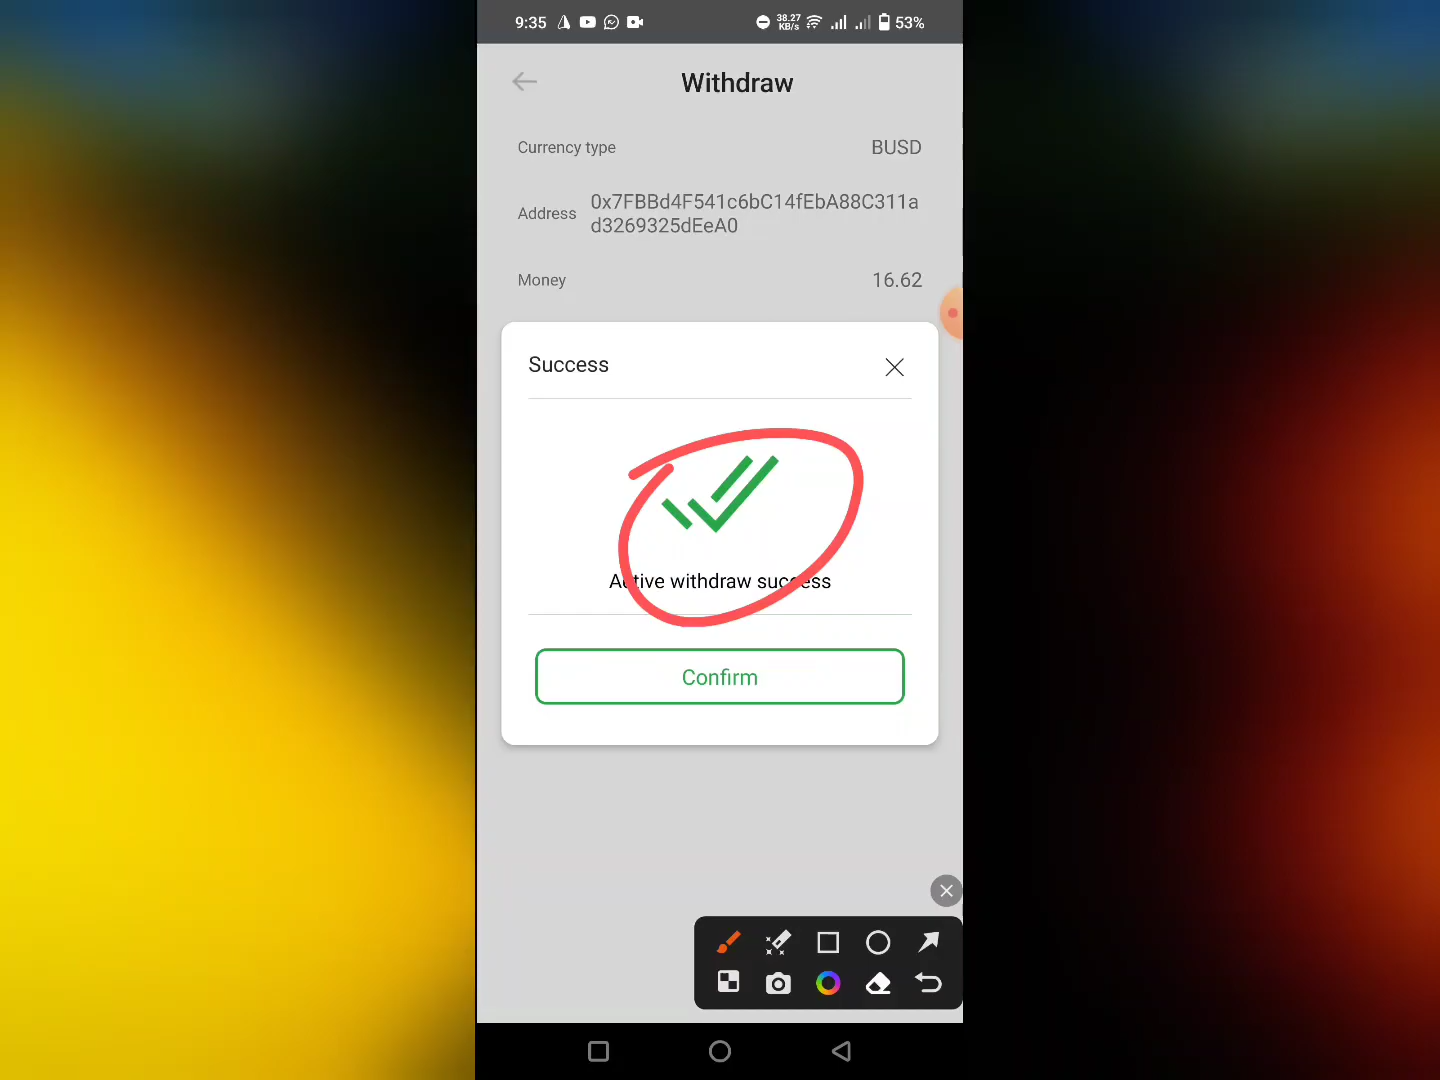 9:35
38.27
KB/s
53%
Withdraw
Currency type
BUSD
Address
0x7FBBd4F541c6bC14fEbA88C311a
d3269325dEeA0
Money
16.62
Success
Active withdraw success
Confirm